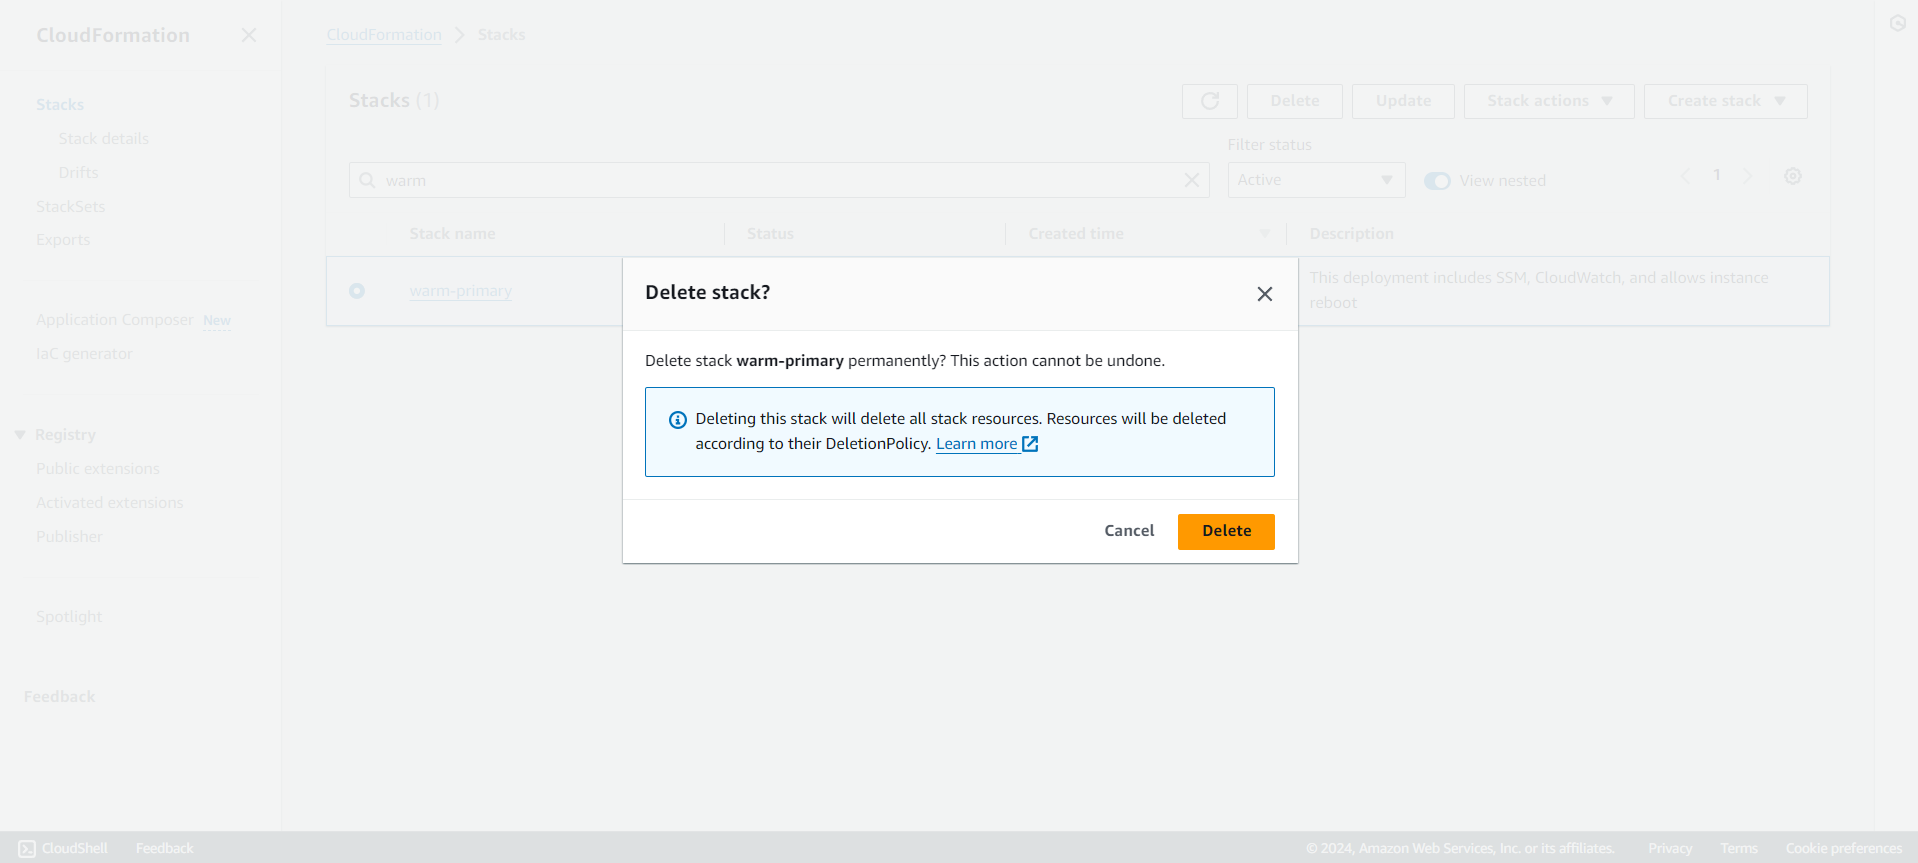 CloudFormation
CloudFormation
Stacks
Stacks
Stack details
Drifts
StackSets
Exports
Application Composer New
IaC generator
Registry
Public extensions
Activated extensions
Publisher
Spotlight
Feedback
Stacks (1)
Delete
Update
Stack actions
Create stack
Filter status
warm
Active
View nested
1
Stack name
Status
Created time
Description
warm-primary
This deployment includes SSM, CloudWatch, and allows instance
reboot
Delete stack?
Delete stack warm-primary permanently? This action cannot be undone.
Deleting this stack will delete all stack resources. Resources will be deleted
according to their DeletionPolicy. Learn more
Cancel
Delete
CloudShell
Feedback
© 2024, Amazon Web Services, Inc. or its affiliates.
Privacy
Terms
Cookie preferences